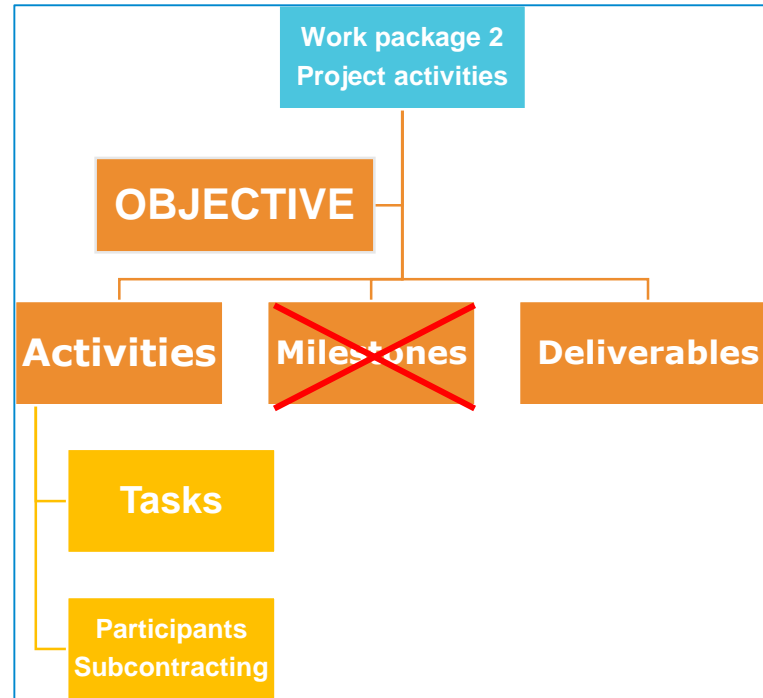 Work package 2
Project activities
OBJECTIVE
Activities
Milestones
Deliverables
Tasks
Participants
Subcontracting